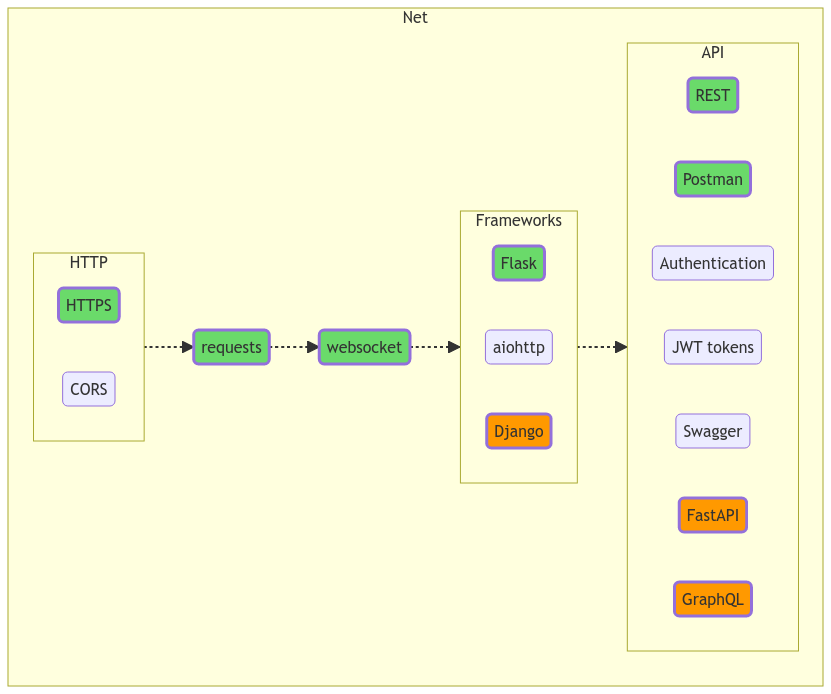 Net
HTTP
HTTPS
CORS
requests
websocket
Frameworks
Flask
aiohttp
Django
API
REST
Postman
Authentication
JWT tokens
Swagger
FastAPI
GraphQL